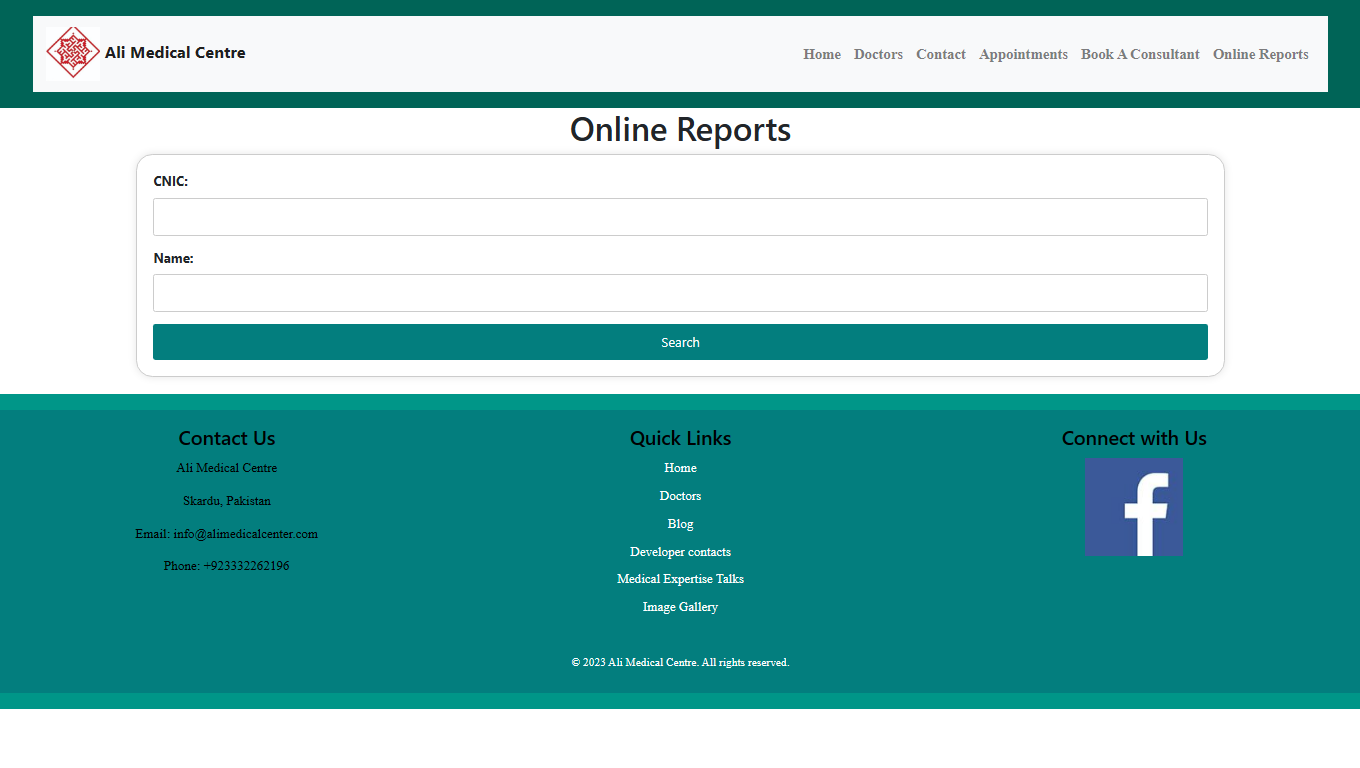 Ali Medical Centre
Home Doctors Contact Appointments Book A Consultant Online Reports
Online Reports
CNIC:
Name:
Search
Contact Us
Ali Medical Centre
Skardu, Pakistan
Email: info@alimedicalcenter.com
Phone: +923332262196
Quick Links
Home
Doctors
Blog
Developer contacts
Medical Expertise Talks
Image Gallery
Connect with Us
f
© 2023 Ali Medical Centre. All rights reserved.